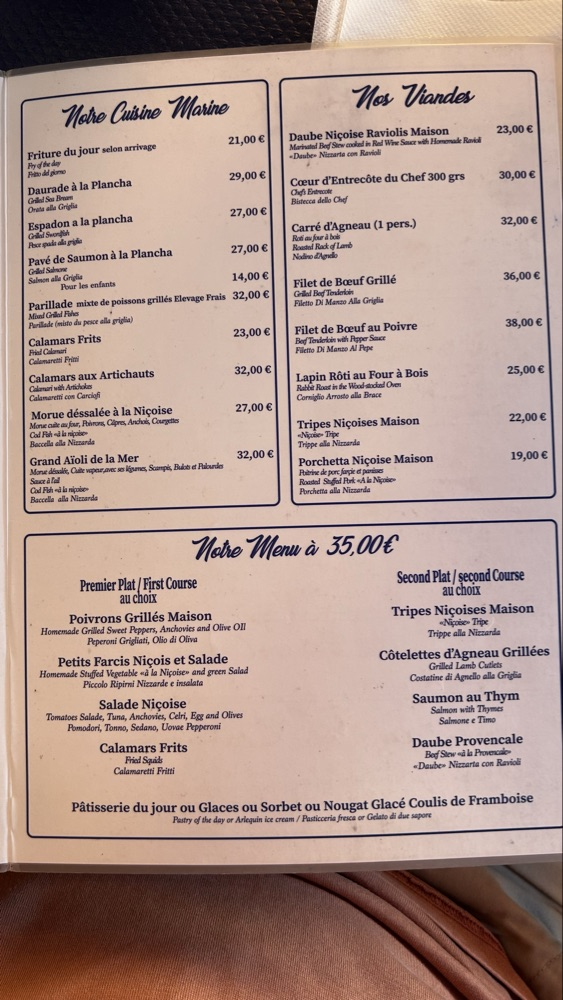 Notre Cuisine Marine
Friture du jour selon arrivage 21,00 €
Fry of the day
Fritto del giorno
Daurade à la Plancha 29,00 €
Grilled Sea Bream
Orata alla Griglia
Espadon a la plancha 27,00 €
Grilled Swordfish
Pesce spada alla griglia
Pavé de Saumon à la Plancha 27,00 €
Grilled Salmone
Salmon alla Griglia
Pour les enfants 14,00 €
Parillade mixte de poissons grillés Elevage Frais 32,00 €
Mixed Grilled Fishes
Parillade (misto du pesce alla griglia)
Calamars Frits 23,00 €
Fried Calamari
Calamaretti Fritti
Calamars aux Artichauts 32,00 €
Calamari with Artichokes
Calamaretti con Carciofi
Morue déssalée à la Niçoise 27,00 €
Morue cuite au four, Poivrons, Câpres, Anchois, Courgettes
Cod Fish «à la niçoise»
Baccella alla Nizzarda
Grand Aïoli de la Mer 32,00 €
Morue désalée, Cuite vapeur,avec ses légumes, Scampis, Bulots et Palourdes
Sauce à l'ail
Cod Fish «à la niçoise»
Baccella alla Nizzarda
Nos Viandes
Daube Niçoise Raviolis Maison 23,00 €
Marinated Beef Stew cooked in Red Wine Sauce with Homemade Ravioli
«Daube» Nizzarta con Ravioli
Cœur d'Entrecôte du Chef 300 grs 30,00 €
Chef's Entrecote
Bistecca dello Chef
Carré d'Agneau (1 pers.) 32,00 €
Roti au four à bois
Roasted Rack of Lamb
Nodino d'Agnello
Filet de Bœuf Grillé 36,00 €
Grilled Beef Tenderloin
Filetto Di Manzo Alla Griglia
Filet de Bœuf au Poivre 38,00 €
Beef Tenderloin with Pepper Sauce
Filetto Di Manzo Al Pepe
Lapin Rôti au Four à Bois 25,00 €
Rabbit Roast in the Wood-stocked Oven
Corniglio Arrosto alla Brace
Tripes Niçoises Maison 22,00 €
«Niçoise» Tripe
Trippe alla Nizzarda
Porchetta Niçoise Maison 19,00 €
Poitrine de porc farçie et panisses
Roasted Stuffed Pork «A la Niçoise»
Porchetta alla Nizzarda
Notre Menu à 35,00€
Premier Plat / First Course
au choix
Poivrons Grillés Maison
Homemade Grilled Sweet Peppers, Anchovies and Olive OIl
Peperoni Grigliati, Olio di Oliva
Petits Farcis Niçois et Salade
Homemade Stuffed Vegetable «à la Niçoise» and green Salad
Piccolo Ripirni Nizzarde e insalata
Salade Niçoise
Tomatoes Salade, Tuna, Anchovies, Celri, Egg and Olives
Pomodori, Tonno, Sedano, Uovae Pepperoni
Calamars Frits
Fried Squids
Calamaretti Fritti
Second Plat / second Course
au choix
Tripes Niçoises Maison
«Niçoise» Tripe
Trippe alla Nizzarda
Côtelettes d'Agneau Grillées
Grilled Lamb Cutlets
Costatine di Agnello alla Griglia
Saumon au Thym
Salmon with Thymes
Salmone e Timo
Daube Provencale
Beef Stew «à la Provencale»
«Daube» Nizzarta con Ravioli
Pâtisserie du jour ou Glaces ou Sorbet ou Nougat Glacé Coulis de Framboise
Pastry of the day or Arlequin ice cream / Pasticceria fresca or Gelato di due sapore